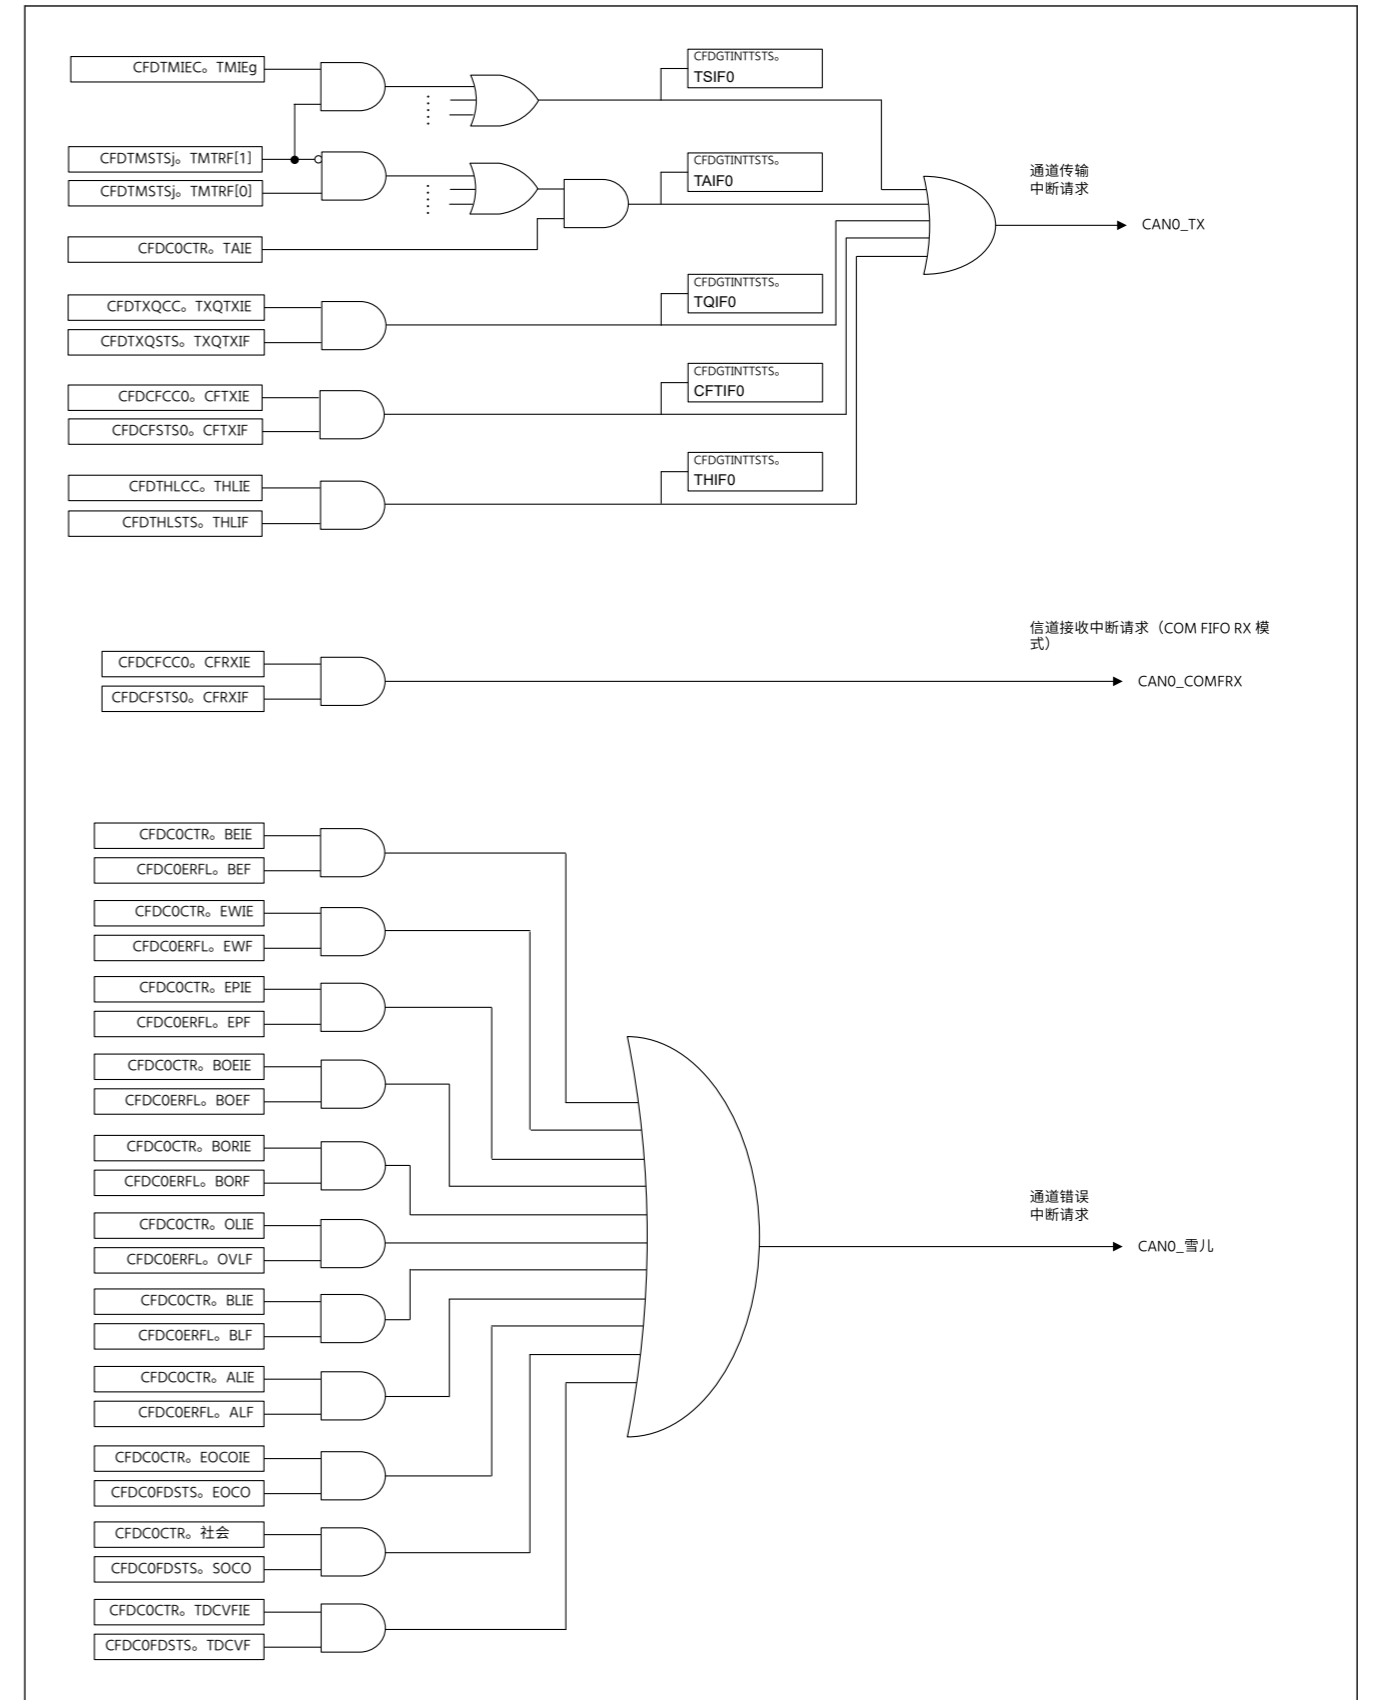 CFDTMIEC。TMIEg
CFDGTINTTSTS。
TSIF0
CFDTMSTSj。TMTRF[1]
CFDTMSTSj。TMTRF[0]
CFDGTINTTSTS。
TAIF0
通道传输
中断请求
CAN0_TX
CFDC0CTR。TAIE
CFDTXQCC。TXQTXIE
CFDTXQSTS。TXQTXIF
CFDGTINTTSTS。
TQIF0
CFDCFCC0。CFTXIE
CFDCFSTS0。CFTXIF
CFDGTINTTSTS。
CFTIF0
CFDTHLCC。THLIE
CFDTHLSTS。THLIF
CFDGTINTTSTS。
THIF0
信道接收中断请求（COM FIFO RX 模
式）
CFDCFCC0。CFRXIE
CFDCFSTS0。CFRXIF
CAN0_COMFRX
CFDC0CTR。BEIE
CFDC0ERFL。BEF
CFDC0CTR。EWIE
CFDC0ERFL。EWF
CFDC0CTR。EPIE
CFDC0ERFL。EPF
CFDC0CTR。BOEIE
CFDC0ERFL。BOEF
CFDC0CTR。BORIE
CFDC0ERFL。BORF
CFDC0CTR。OLIE
CFDC0ERFL。OVLF
通道错误
中断请求
CAN0_雪儿
CFDC0CTR。BLIE
CFDC0ERFL。BLF
CFDC0CTR。ALIE
CFDC0ERFL。ALF
CFDC0CTR。EOCOIE
CFDC0FDSTS。EOCO
CFDC0CTR。社会
CFDC0FDSTS。SOCO
CFDC0CTR。TDCVFIE
CFDC0FDSTS。TDCVF